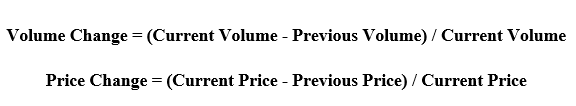 Volume Change = (Current Volume - Previous Volume) / Current Volume
Price Change = (Current Price - Previous Price) / Current Price